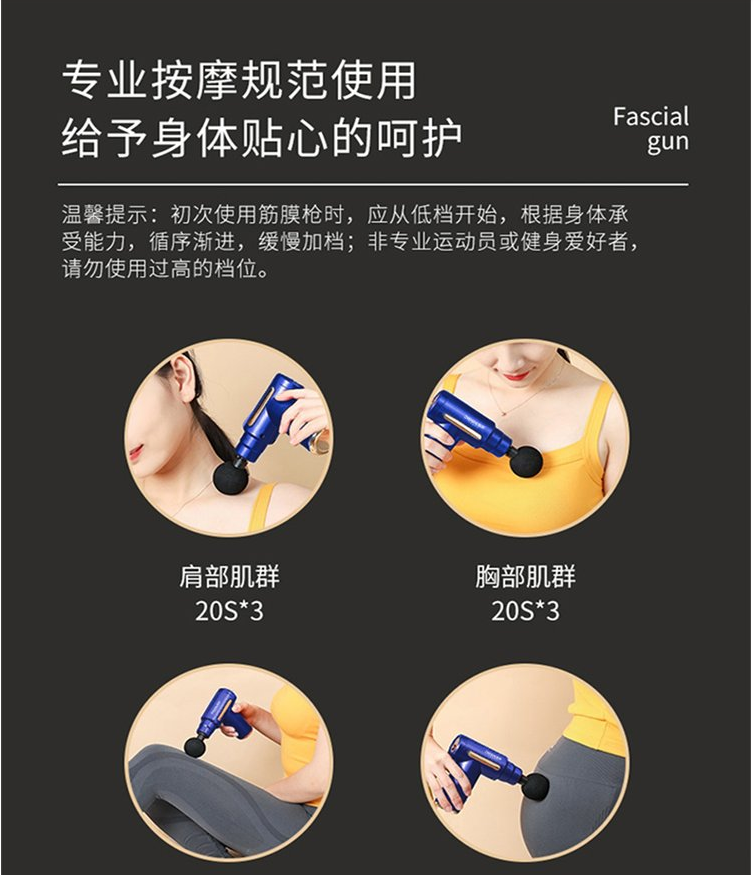 专业按摩规范使用
给予身体贴心的呵护
Fascial
gun
温馨提示：初次使用筋膜枪时，应从低档开始，根据身体承
受能力，循序渐进，缓慢加档；非专业运动员或健身爱好者，
请勿使用过高的档位。
肩部肌群
20S*3
胸部肌群
20S*3